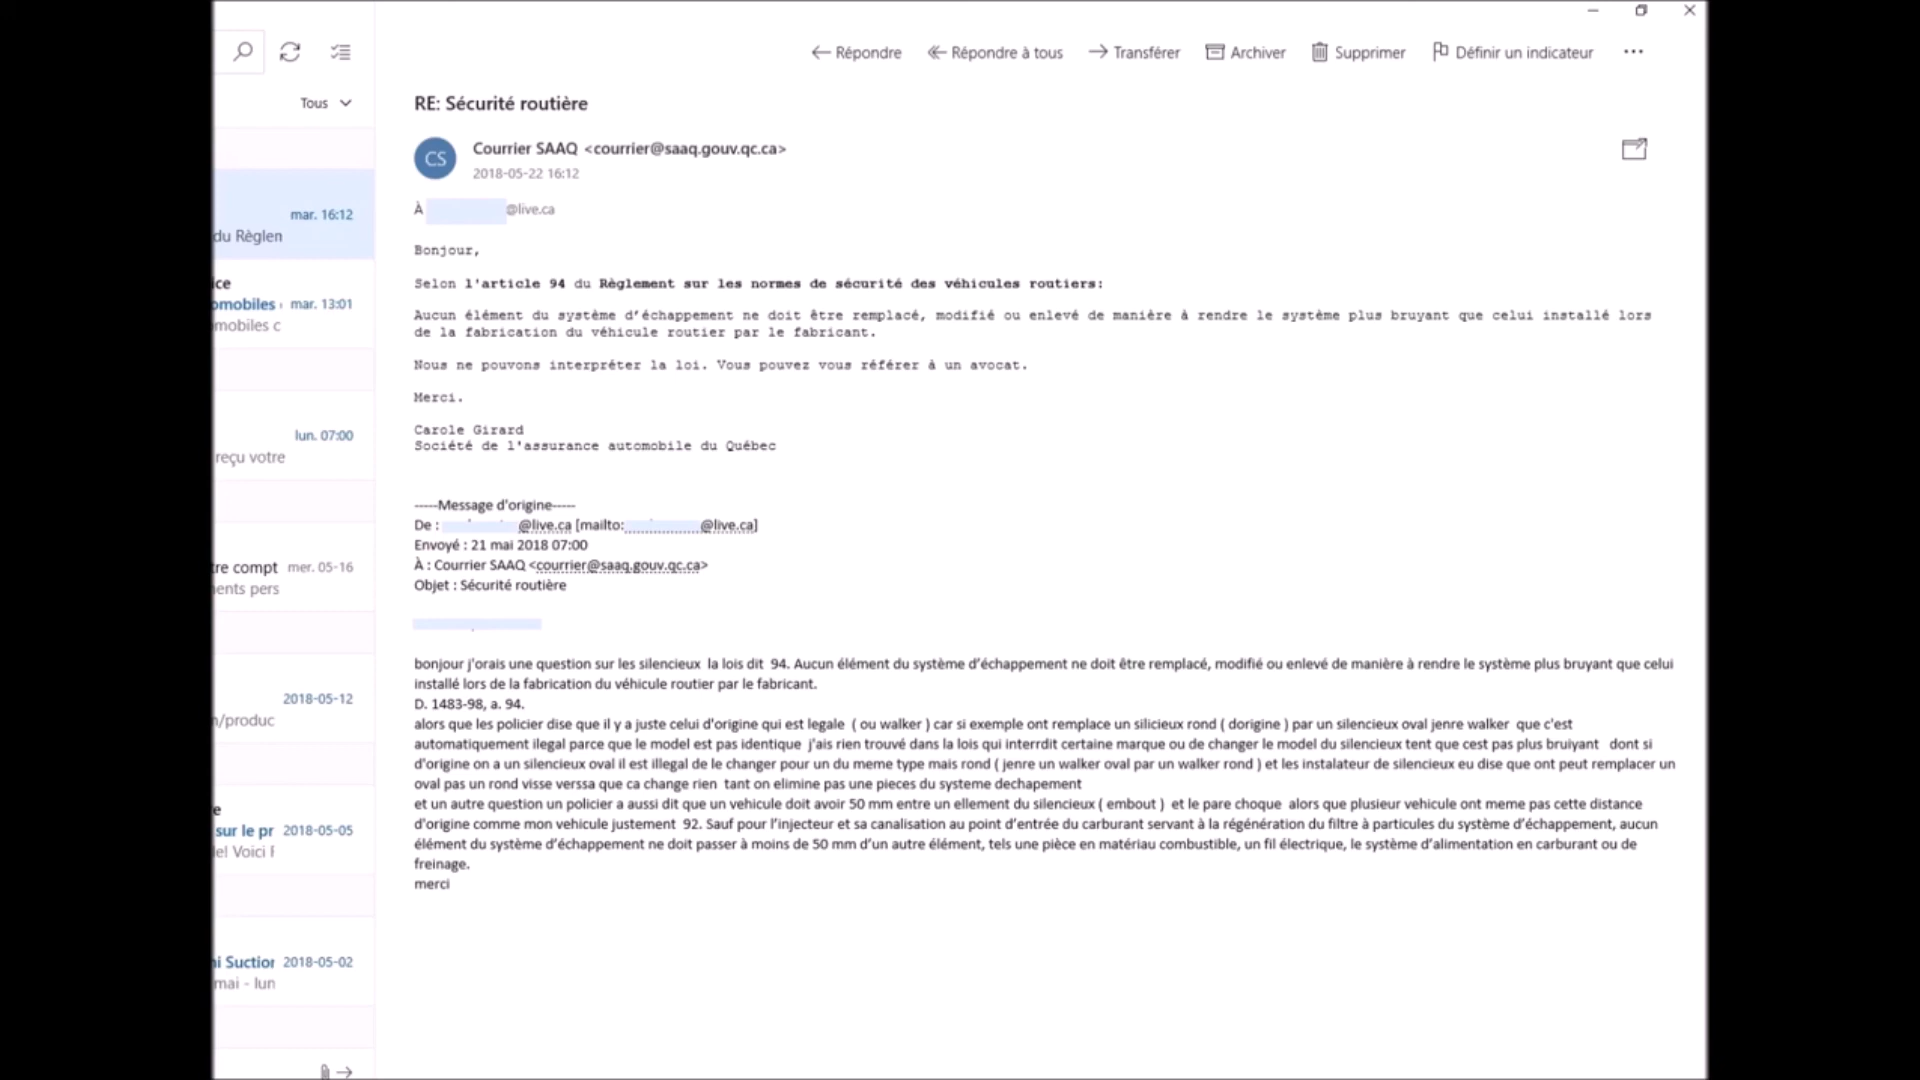 Répondre Répondre à tous Transférer Archiver Supprimer Définir un indicateur
Tous
RE: Sécurité routière
CS
Courrier SAAQ <courrier@saaq.gouv.qc.ca>
2018-05-22 16:12
À @live.ca
mar. 16:12
du Règlen
ice
omobiles mar. 13:01
mobiles c
lun. 07:00
reçu votre
re compt mer. 05-16
ents pers
2018-05-12
n/produc
e
sur le pr 2018-05-05
le! Voici
ni Suction 2018-05-02
mai - lun
Bonjour,
Selon l'article 94 du Règlement sur les normes de sécurité des véhicules routiers:
Aucun élément du système d'échappement ne doit être remplacé, modifié ou enlevé de manière à rendre le système plus bruyant que celui installé lors
de la fabrication du véhicule routier par le fabricant.
Nous ne pouvons interpréter la loi. Vous pouvez vous référer à un avocat.
Merci.
Carole Girard
Société de l'assurance automobile du Québec
-----Message d'origine-----
De : @live.ca [mailto: @live.ca]
Envoyé : 21 mai 2018 07:00
À : Courrier SAAQ <courrier@saaq.gouv.qc.ca>
Objet : Sécurité routière
bonjour j'orais une question sur les silencieux la lois dit 94. Aucun élément du système d'échappement ne doit être remplacé, modifié ou enlevé de manière à rendre le système plus bruyant que celui
installé lors de la fabrication du véhicule routier par le fabricant.
D. 1483-98, a. 94.
alors que les policier dise que il y a juste celui d'origine qui est legale ( ou walker ) car si exemple ont remplace un silicieux rond ( dorigine ) par un silencieux oval jenre walker que c'est
automatiquement ilegal parce que le model est pas identique j'ais rien trouvé dans la lois qui interrdit certaine marque ou de changer le model du silencieux tent que cest pas plus bruiyant dont si
d'origine on a un silencieux oval il est illegal de le changer pour un du meme type mais rond ( jenre un walker oval par un walker rond ) et les instalateur de silencieux eu dise que ont peut remplacer un
oval pas un rond visse verssa que ca change rien tant on elimine pas une pieces du systeme dechapement
et un autre question un policier a aussi dit que un vehicule doit avoir 50 mm entre un ellement du silencieux ( embout ) et le pare choque alors que plusieur vehicule ont meme pas cette distance
d'origine comme mon vehicule justement 92. Sauf pour l'injecteur et sa canalisation au point d'entrée du carburant servant à la régénération du filtre à particules du système d'échappement, aucun
élément du système d'échappement ne doit passer à moins de 50 mm d'un autre élément, tels une pièce en matériau combustible, un fil électrique, le système d'alimentation en carburant ou de
freinage.
merci